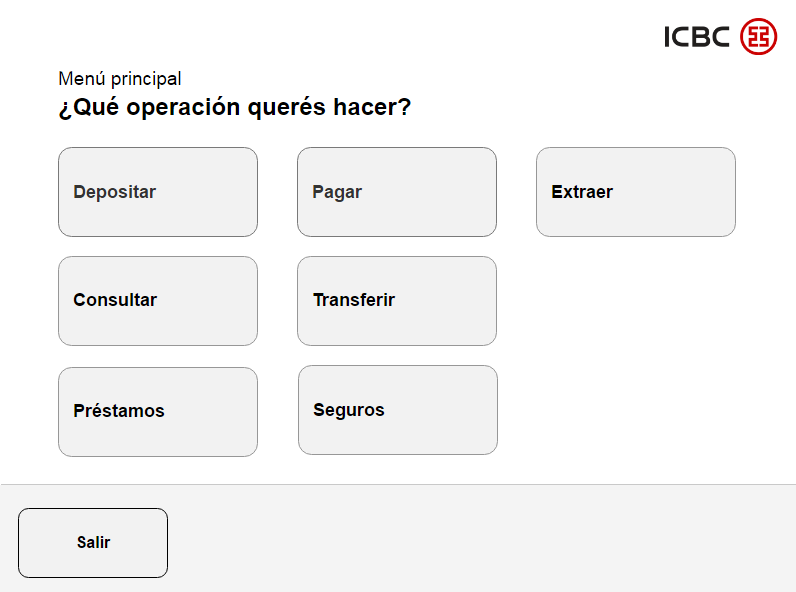 ICBC
Menú principal
¿Qué operación querés hacer?
Depositar
Pagar
Extraer
Consultar
Transferir
Préstamos
Seguros
Salir